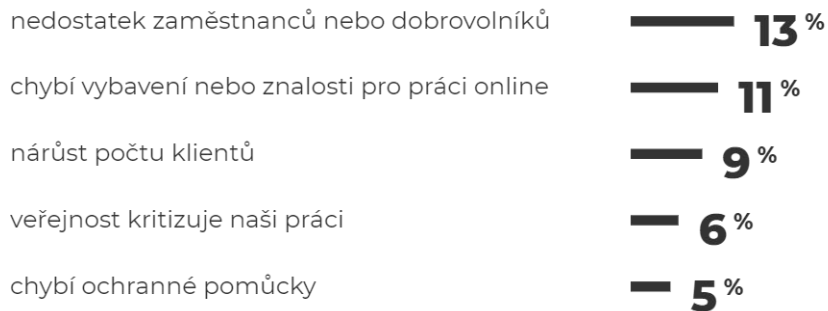 nedostatek zaměstnanců nebo dobrovolníků 13 %
chybí vybavení nebo znalosti pro práci online 11 %
nárůst počtu klientů 9 %
veřejnost kritizuje naši práci 6 %
chybí ochranné pomůcky 5 %